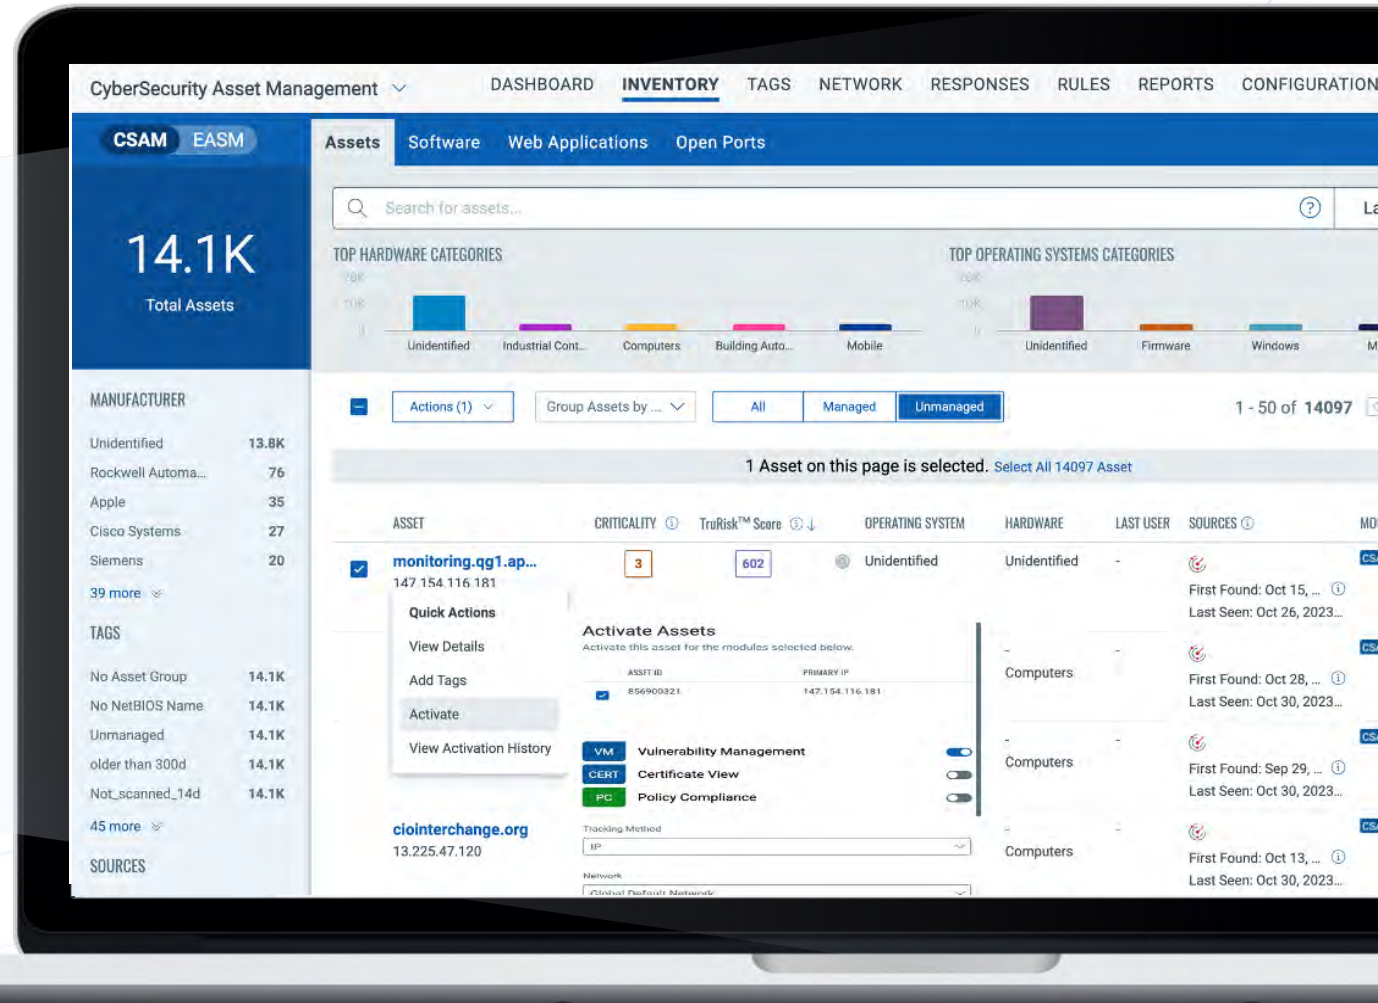 CyberSecurity Asset Management
DASHBOARD INVENTORY TAGS NETWORK RESPONSES RULES REPORTS CONFIGURATION
CSAM EASM
Assets Software Web Applications Open Ports
14.1K
Total Assets
Search for assets...
?
TOP HARDWARE CATEGORIES
20K
10K
0
Unidentified Industrial Cont... Computers Building Auto... Mobile
TOP OPERATING SYSTEMS CATEGORIES
20K
10K
0
Unidentified Firmware Windows
MANUFACTURER
Unidentified 13.8K
Rockwell Automa... 76
Apple 35
Cisco Systems 27
Siemens 20
39 more
TAGS
No Asset Group 14.1K
No NetBIOS Name 14.1K
Unmanaged 14.1K
older than 300d 14.1K
Not_scanned_14d 14.1K
45 more
SOURCES
Actions (1) Group Assets by ... All Managed Unmanaged 1 - 50 of 14097
1 Asset on this page is selected. Select All 14097 Asset
ASSET CRITICALITY TruRisk™ Score OPERATING SYSTEM HARDWARE LAST USER SOURCES
monitoring.qg1.ap... 3 602 Unidentified Unidentified -
147.154.116.181
First Found: Oct 15, ...
Last Seen: Oct 26, 2023...
Quick Actions
View Details
Add Tags
Activate
View Activation History
Activate Assets
Activate this asset for the modules selected below.
ASSET ID PRIMARY IP
856900321 147.154.116.181
VM Vulnerability Management
CERT Certificate View
PC Policy Compliance
Tracking Method
IP
Network
Global Default Network
- -
Computers
First Found: Oct 28, ...
Last Seen: Oct 30, 2023...
- -
Computers
First Found: Sep 29, ...
Last Seen: Oct 30, 2023...
ciointerchange.org
13.225.47.120
- -
Computers
First Found: Oct 13, ...
Last Seen: Oct 30, 2023...